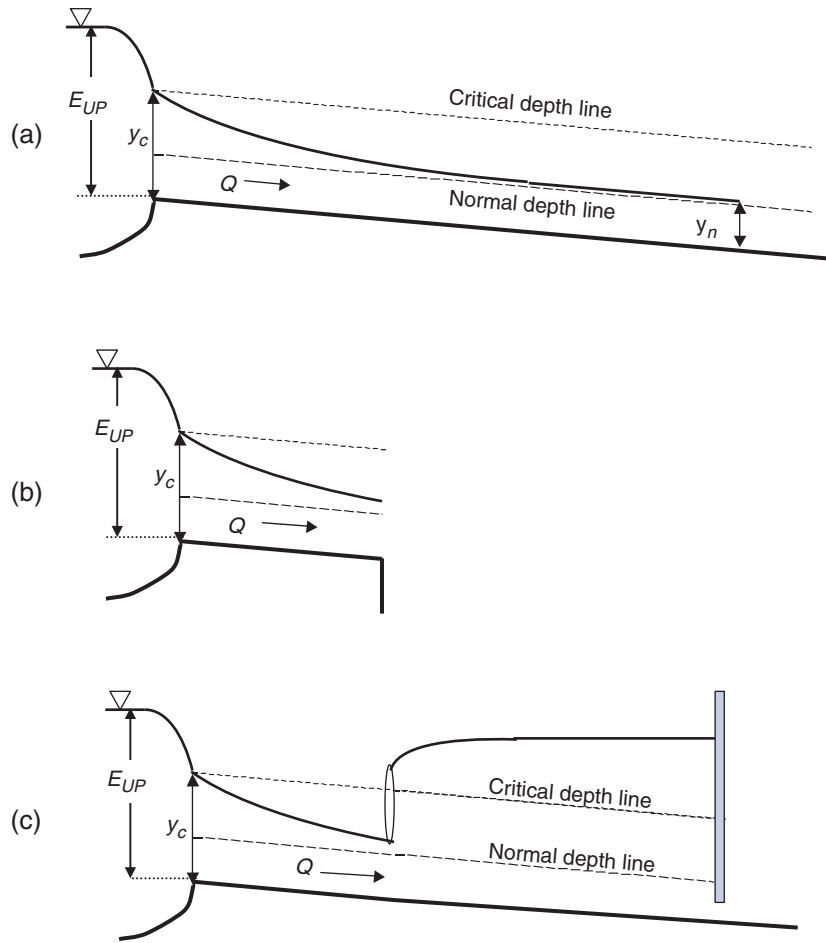 E_UP
y_c
Critical depth line
(a)
Q
Normal depth line
y_n
E_UP
y_c
(b)
Q
E_UP
y_c
Critical depth line
(c)
Q
Normal depth line